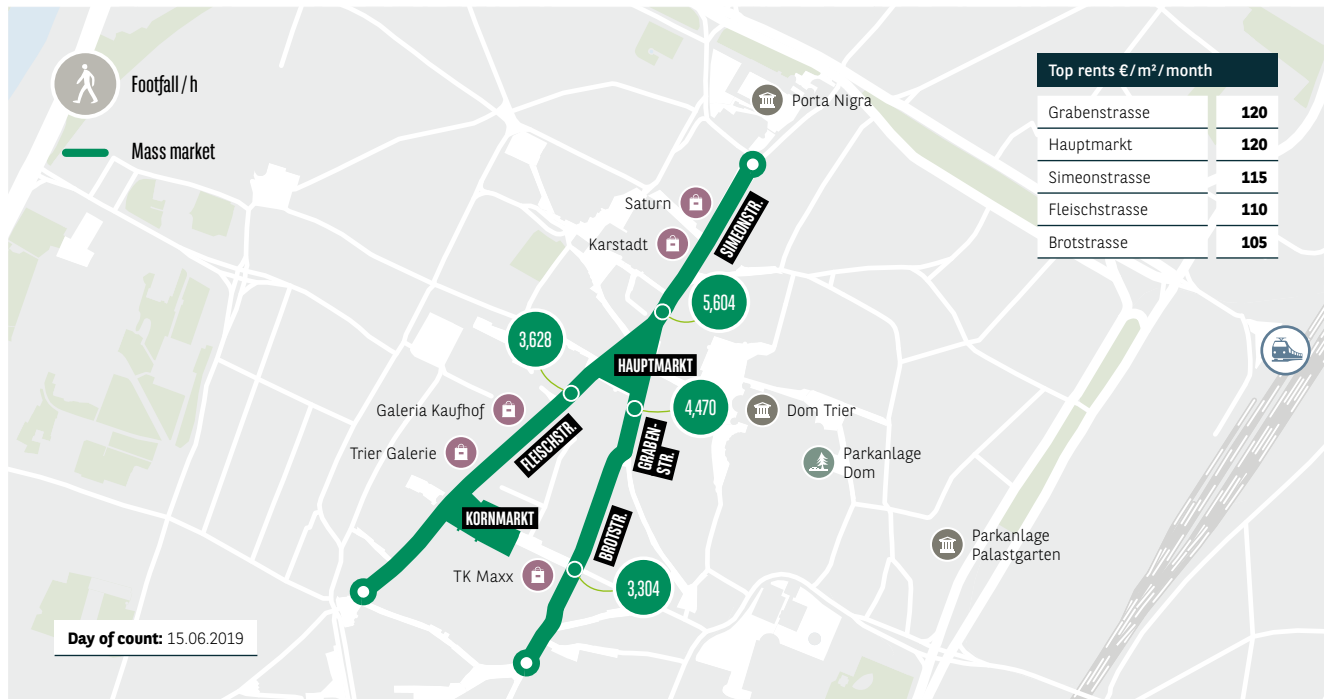 Footfall / h
Mass market
Top rents €/m²/month
Grabenstrasse 120
Hauptmarkt 120
Simeonstrasse 115
Fleischstrasse 110
Brotstrasse 105
Porta Nigra
Saturn
Karstadt
SIMEONSTR.
5,604
3,628
HAUPTMARKT
Galeria Kaufhof
4,470
Dom Trier
Trier Galerie
FLEISCHSTR.
GRABEN-
STR.
Parkanlage
Dom
KORNMARKT
BROTSTR.
Parkanlage
Palastgarten
TK Maxx
3,304
Day of count: 15.06.2019